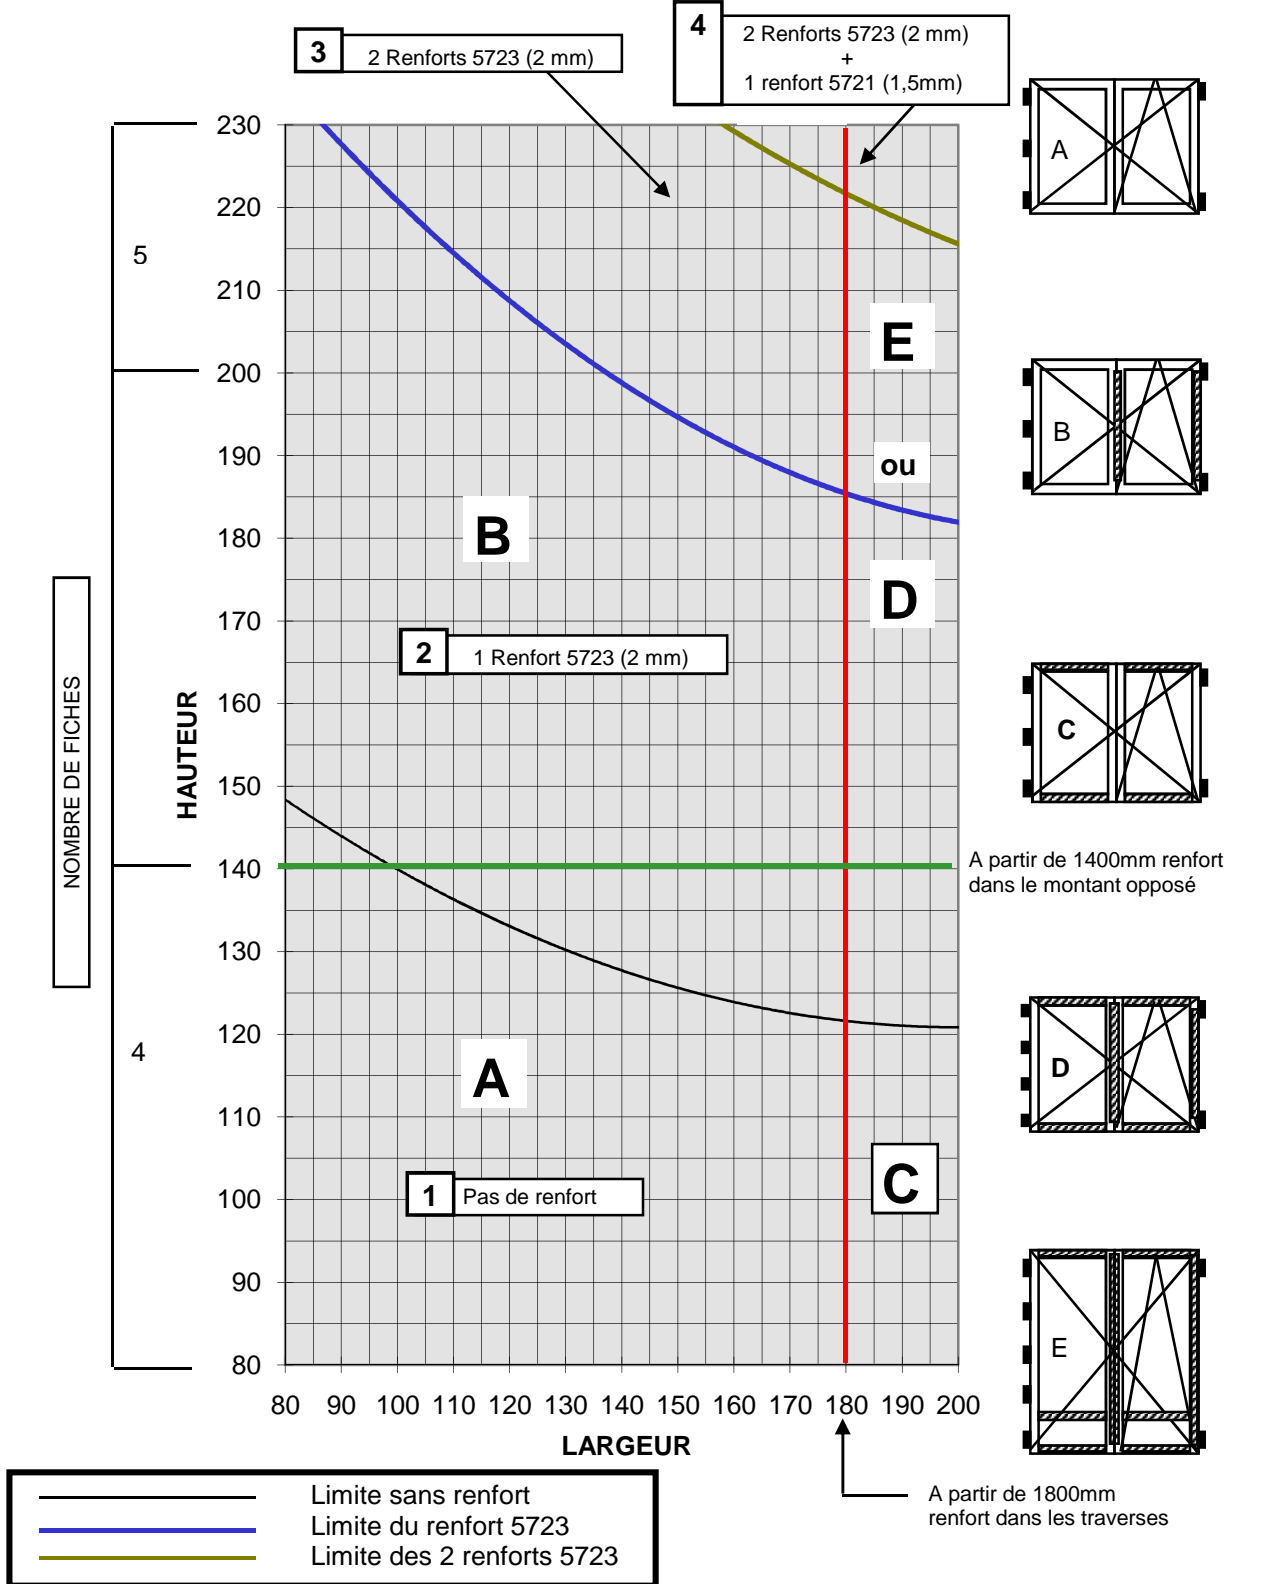 3
2 Renforts 5723 (2 mm)
4
2 Renforts 5723 (2 mm)
+
1 renfort 5721 (1,5mm)
A
230
220
5
210
E
200
B
ou
190
B
180
D
170
2
1 Renfort 5723 (2 mm)
NOMBRE DE FICHES
HAUTEUR
160
C
150
140
A partir de 1400mm renfort
dans le montant opposé
130
120
4
A
D
110
C
100
1
Pas de renfort
90
E
80
80 90 100 110 120 130 140 150 160 170 180 190 200
LARGEUR
Limite sans renfort
Limite du renfort 5723
Limite des 2 renforts 5723
A partir de 1800mm
renfort dans les traverses